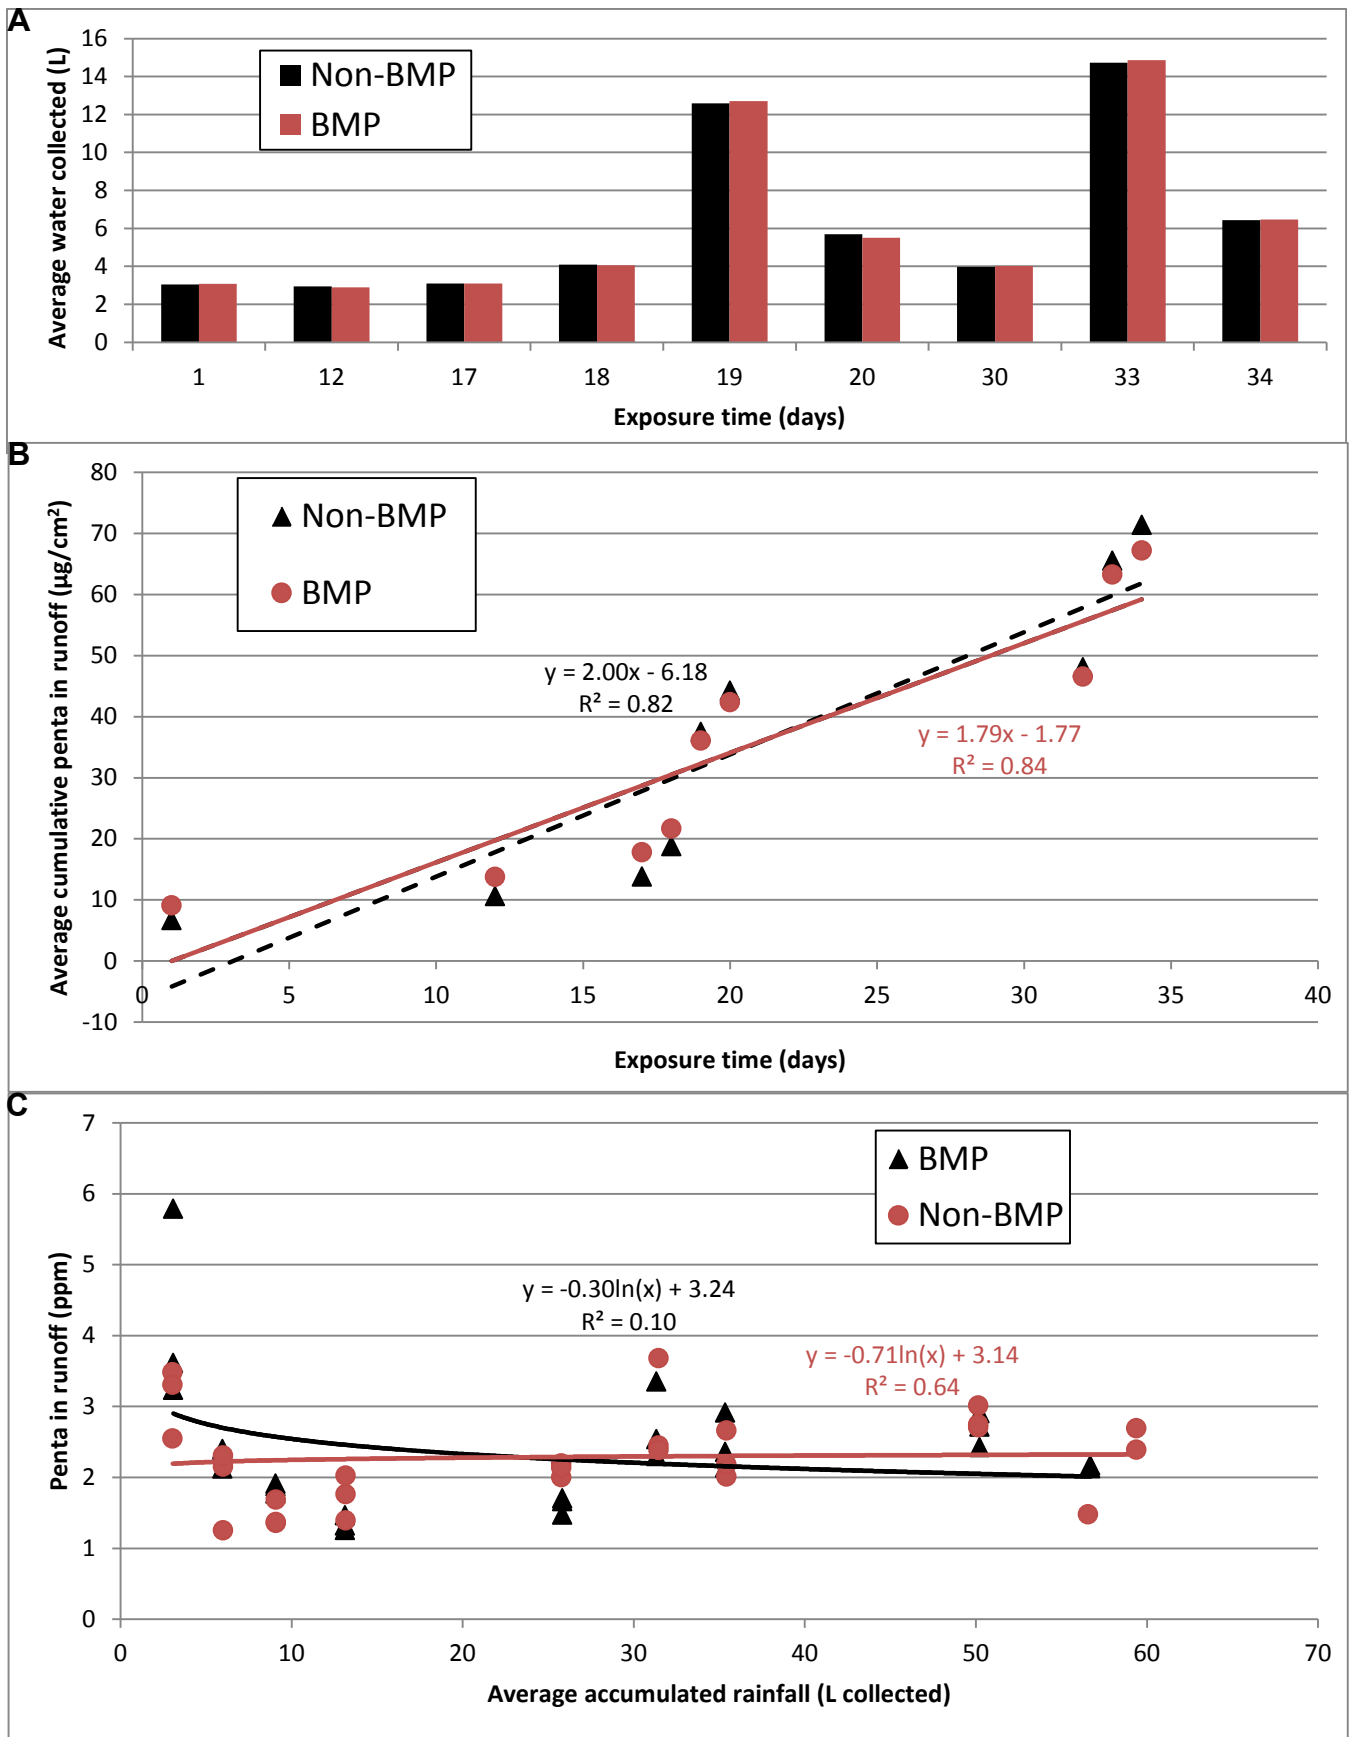 A
16
14
12
10
8
6
4
2
0
Average water collected (L)
Non-BMP
BMP
1 12 17 18 19 20 30 33 34
Exposure time (days)
B
80
70
60
50
40
30
20
10
0
-10
Average cumulative penta in runoff (µg/cm²)
Non-BMP
BMP
y = 2.00x - 6.18
R² = 0.82
y = 1.79x - 1.77
R² = 0.84
0 5 10 15 20 25 30 35 40
Exposure time (days)
C
7
6
5
4
3
2
1
0
Penta in runoff (ppm)
BMP
Non-BMP
y = -0.30ln(x) + 3.24
R² = 0.10
y = -0.71ln(x) + 3.14
R² = 0.64
0 10 20 30 40 50 60 70
Average accumulated rainfall (L collected)